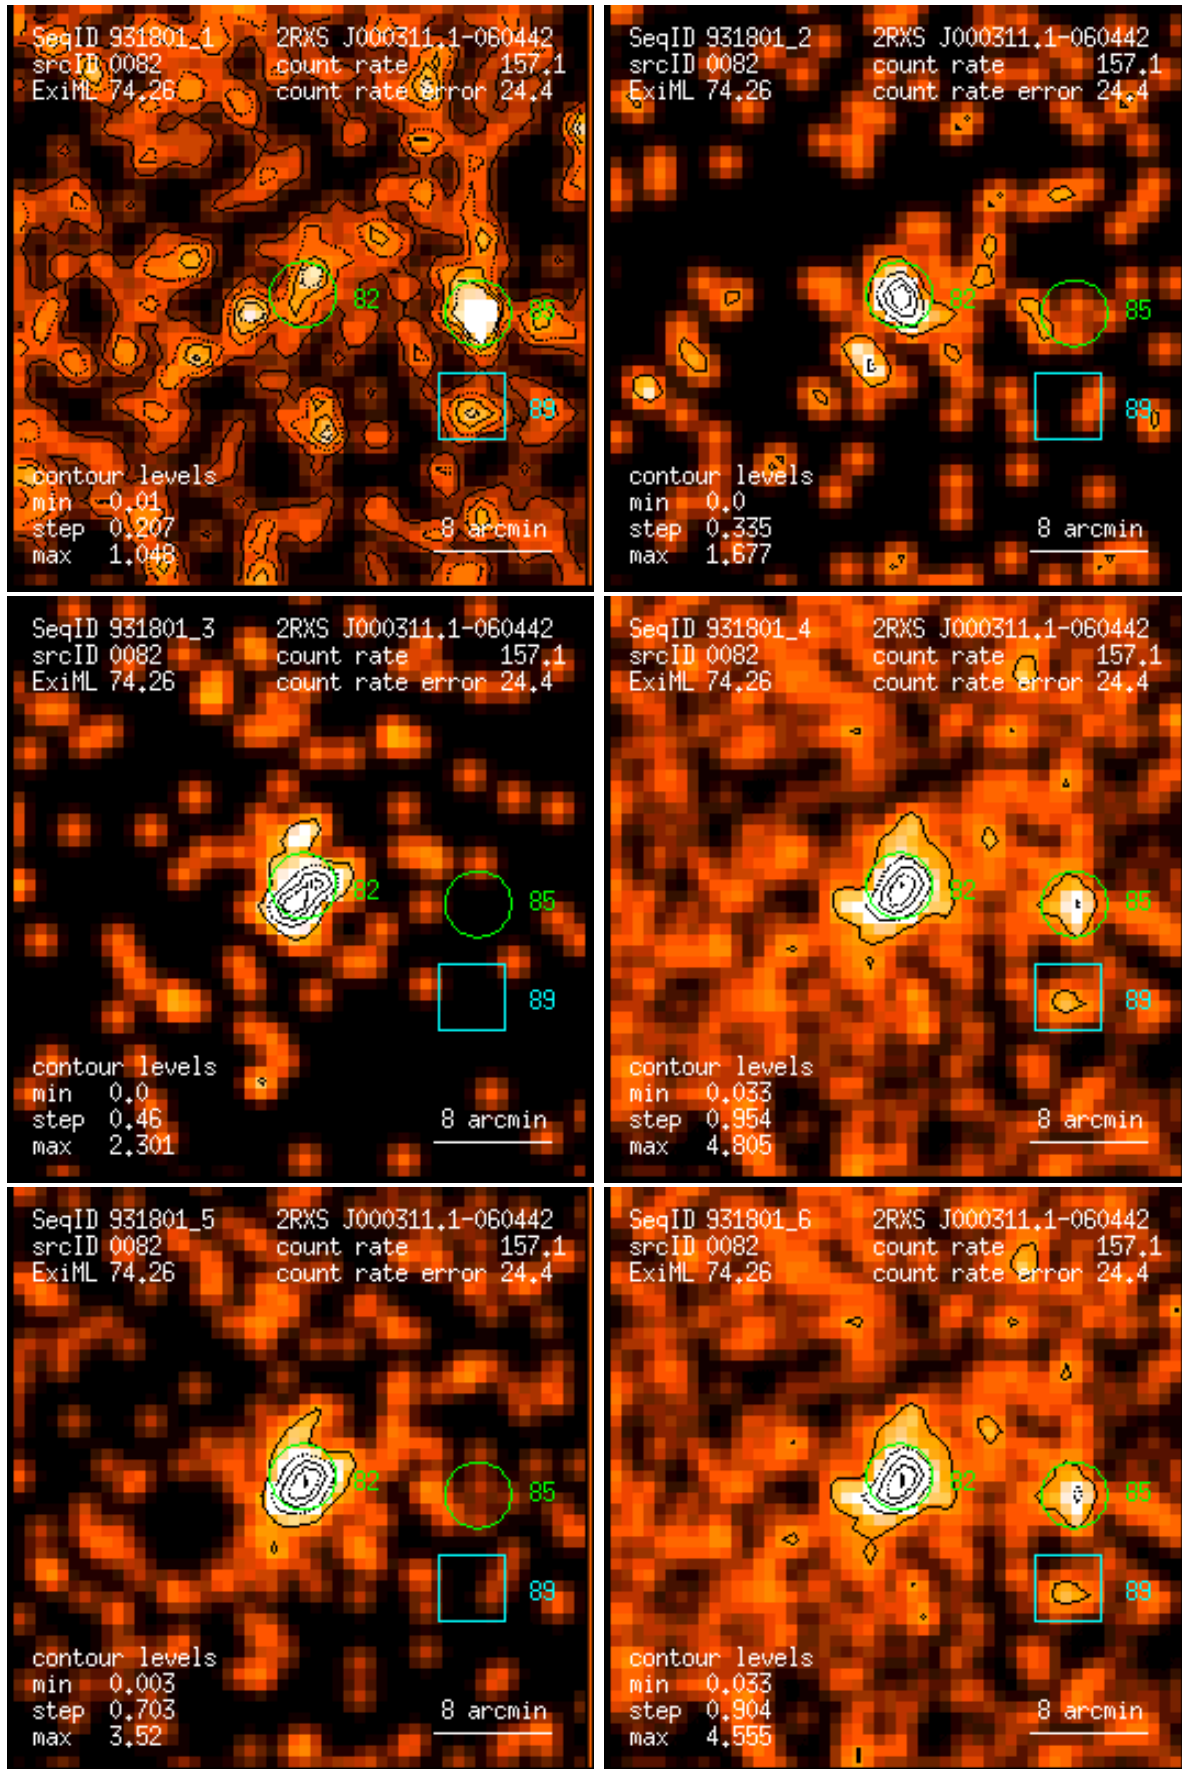 SeqID 931801_1 2RXS J000311.1-060442
srcID 0082 count rate 157.1
ExiML 74.26 count rate error 24.4
82
85
89
contour levels
min 0.01
step 0.207 8 arcmin
max 1.048
SeqID 931801_2 2RXS J000311.1-060442
srcID 0082 count rate 157.1
ExiML 74.26 count rate error 24.4
82
85
89
contour levels
min 0.0
step 0.335 8 arcmin
max 1.677
SeqID 931801_3 2RXS J000311.1-060442
srcID 0082 count rate 157.1
ExiML 74.26 count rate error 24.4
82
85
89
contour levels
min 0.0
step 0.46 8 arcmin
max 2.301
SeqID 931801_4 2RXS J000311.1-060442
srcID 0082 count rate 157.1
ExiML 74.26 count rate error 24.4
82
85
89
contour levels
min 0.033
step 0.954 8 arcmin
max 4.805
SeqID 931801_5 2RXS J000311.1-060442
srcID 0082 count rate 157.1
ExiML 74.26 count rate error 24.4
82
85
89
contour levels
min 0.003
step 0.703 8 arcmin
max 3.52
SeqID 931801_6 2RXS J000311.1-060442
srcID 0082 count rate 157.1
ExiML 74.26 count rate error 24.4
82
85
89
contour levels
min 0.033
step 0.904 8 arcmin
max 4.555